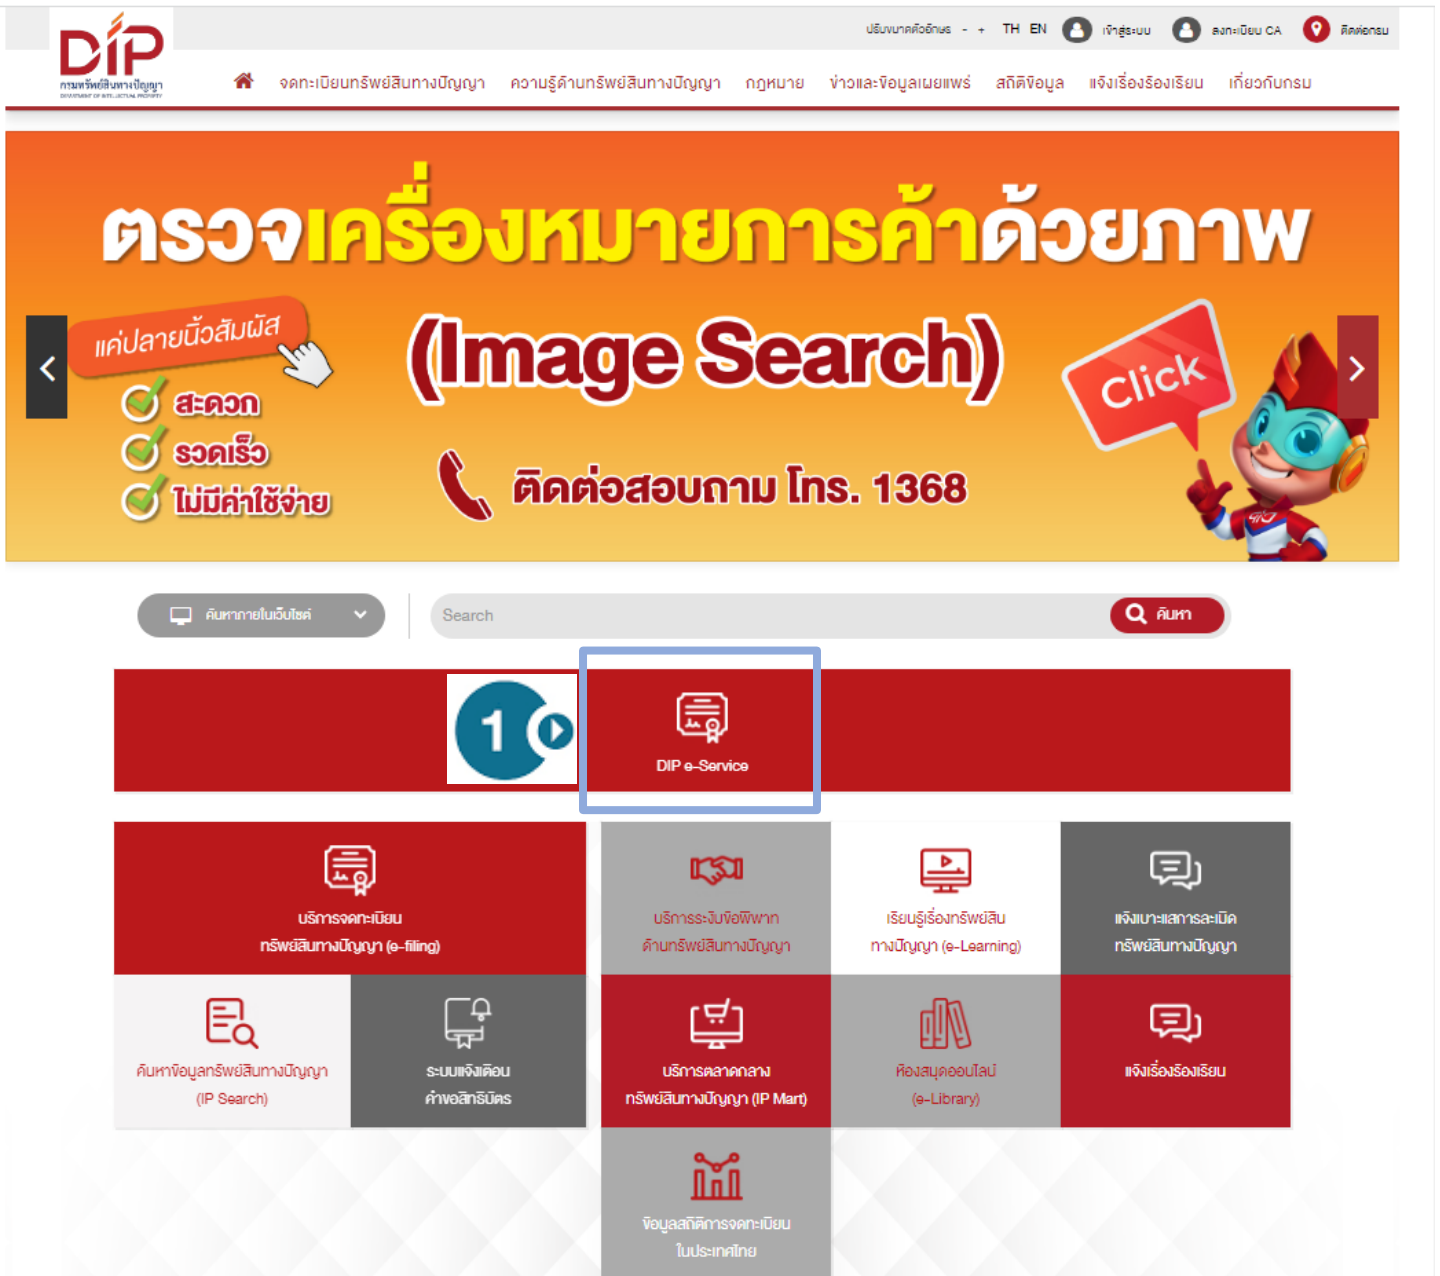 ปรับขนาดตัวอักษร - + TH EN เข้าสู่ระบบ ลงทะเบียน CA ติดต่อกรม
DIP
กรมทรัพย์สินทางปัญญา
DEPARTMENT OF INTELLECTUAL PROPERTY
จดทะเบียนทรัพย์สินทางปัญญา ความรู้ด้านทรัพย์สินทางปัญญา กฎหมาย ข่าวและข้อมูลเผยแพร่ สถิติข้อมูล แจ้งเรื่องร้องเรียน เกี่ยวกับกรม
ตรวจเครื่องหมายการค้าด้วยภาพ
แค่ปลายนิ้วสัมผัส
(Image Search)
Click
สะดวก
รวดเร็ว
ไม่มีค่าใช้จ่าย
ติดต่อสอบถาม โทร. 1368
ค้นหาภายในเว็บไซต์
Search
ค้นหา
1
DIP e-Service
บริการจดทะเบียน
ทรัพย์สินทางปัญญา (e-filing)
บริการระงับข้อพิพาท
ด้านทรัพย์สินทางปัญญา
เรียนรู้เรื่องทรัพย์สิน
ทางปัญญา (e-Learning)
แจ้งเบาะแสการละเมิด
ทรัพย์สินทางปัญญา
ค้นหาข้อมูลทรัพย์สินทางปัญญา
(IP Search)
ระบบแจ้งเตือน
คำขอสิทธิบัตร
บริการตลาดกลาง
ทรัพย์สินทางปัญญา (IP Mart)
ห้องสมุดออนไลน์
(e-Library)
แจ้งเรื่องร้องเรียน
ข้อมูลสถิติการจดทะเบียน
ในประเทศไทย